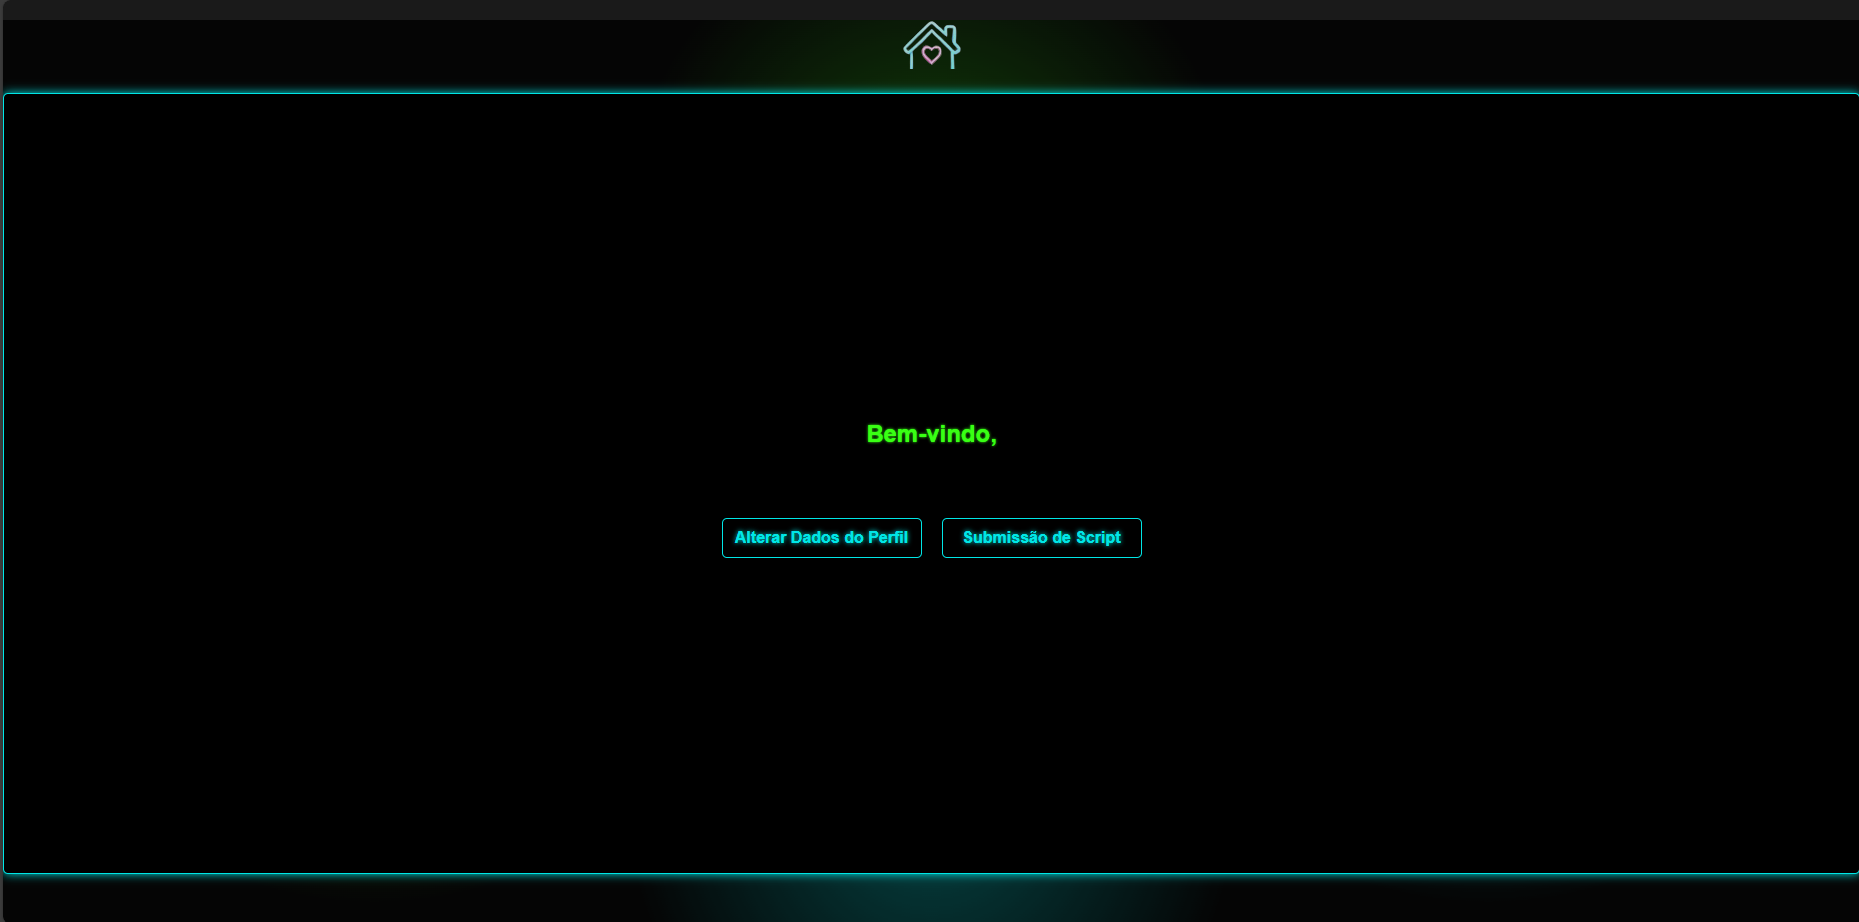 Bem-vindo,
Alterar Dados do Perfil
Submissão de Script